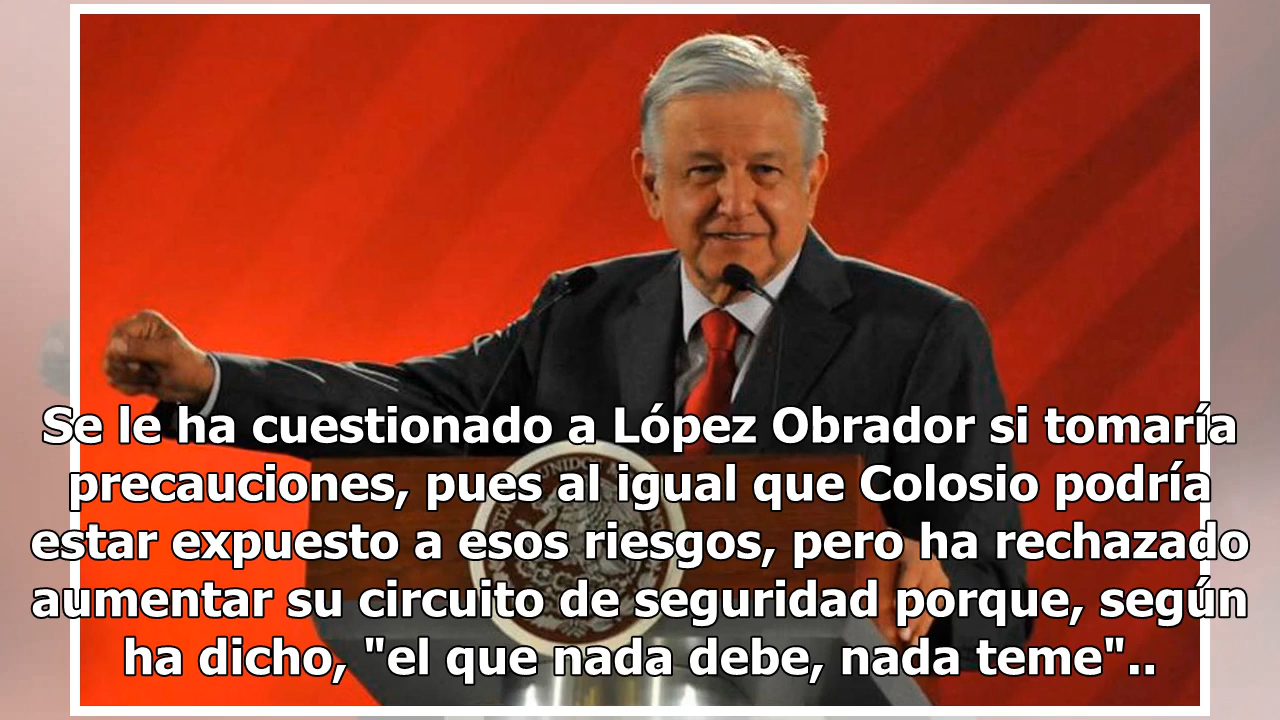 Se le ha cuestionado a López Obrador si tomaría
precauciones, pues al igual que Colosio podría
estar expuesto a esos riesgos, pero ha rechazado
aumentar su circuito de seguridad porque, según
ha dicho, "el que nada debe, nada teme"..
UNIDOS